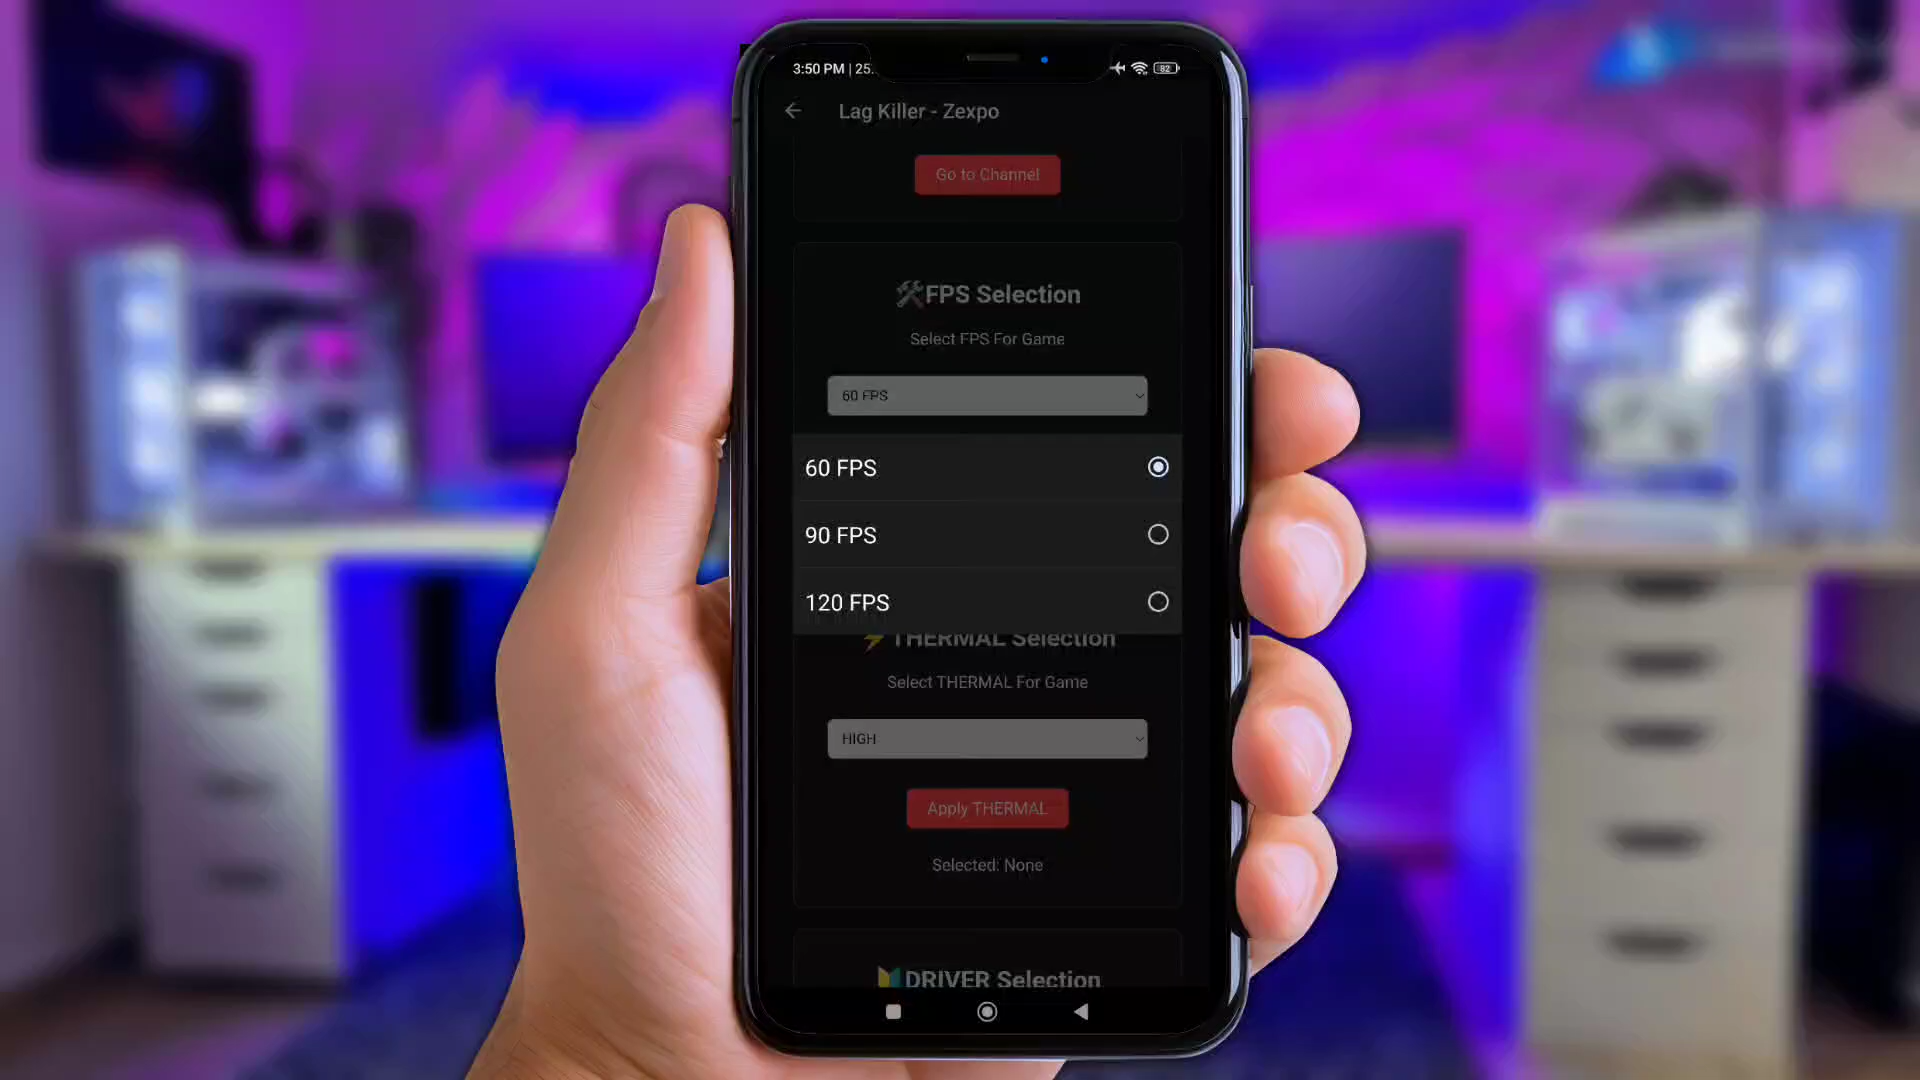 3:50 PM | 25.
82
Lag Killer - Zexpo
Go to Channel
🛠FPS Selection
Select FPS For Game
60 FPS
60 FPS
90 FPS
120 FPS
⚡THERMAL Selection
Select THERMAL For Game
HIGH
Apply THERMAL
Selected: None
🔰DRIVER Selection